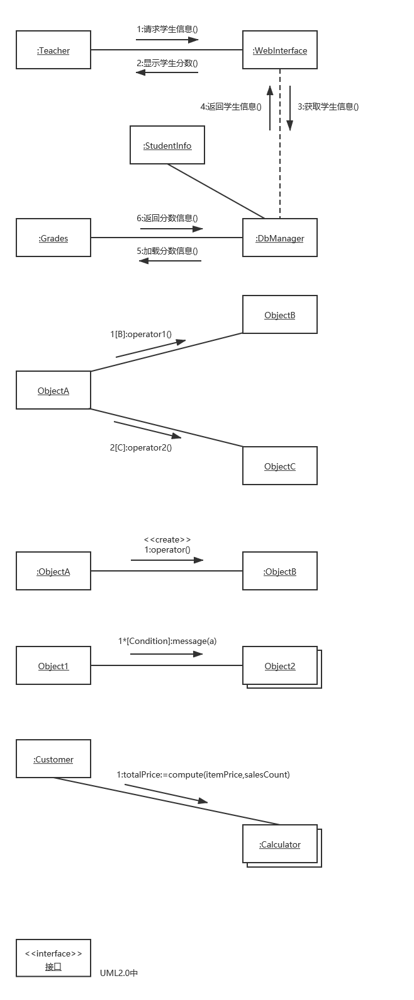 1:请求学生信息()
:Teacher
:WebInterface
2:显示学生分数()
4:返回学生信息()
3:获取学生信息()
:StudentInfo
6:返回分数信息()
:Grades
:DbManager
5:加载分数信息()
ObjectB
1[B]:operator1()
ObjectA
2[C]:operator2()
ObjectC
<<create>>
1:operator()
:ObjectA
:ObjectB
1*[Condition]:message(a)
Object1
Object2
:Customer
1:totalPrice:=compute(itemPrice,salesCount)
:Calculator
<<interface>>
接口
UML2.0中